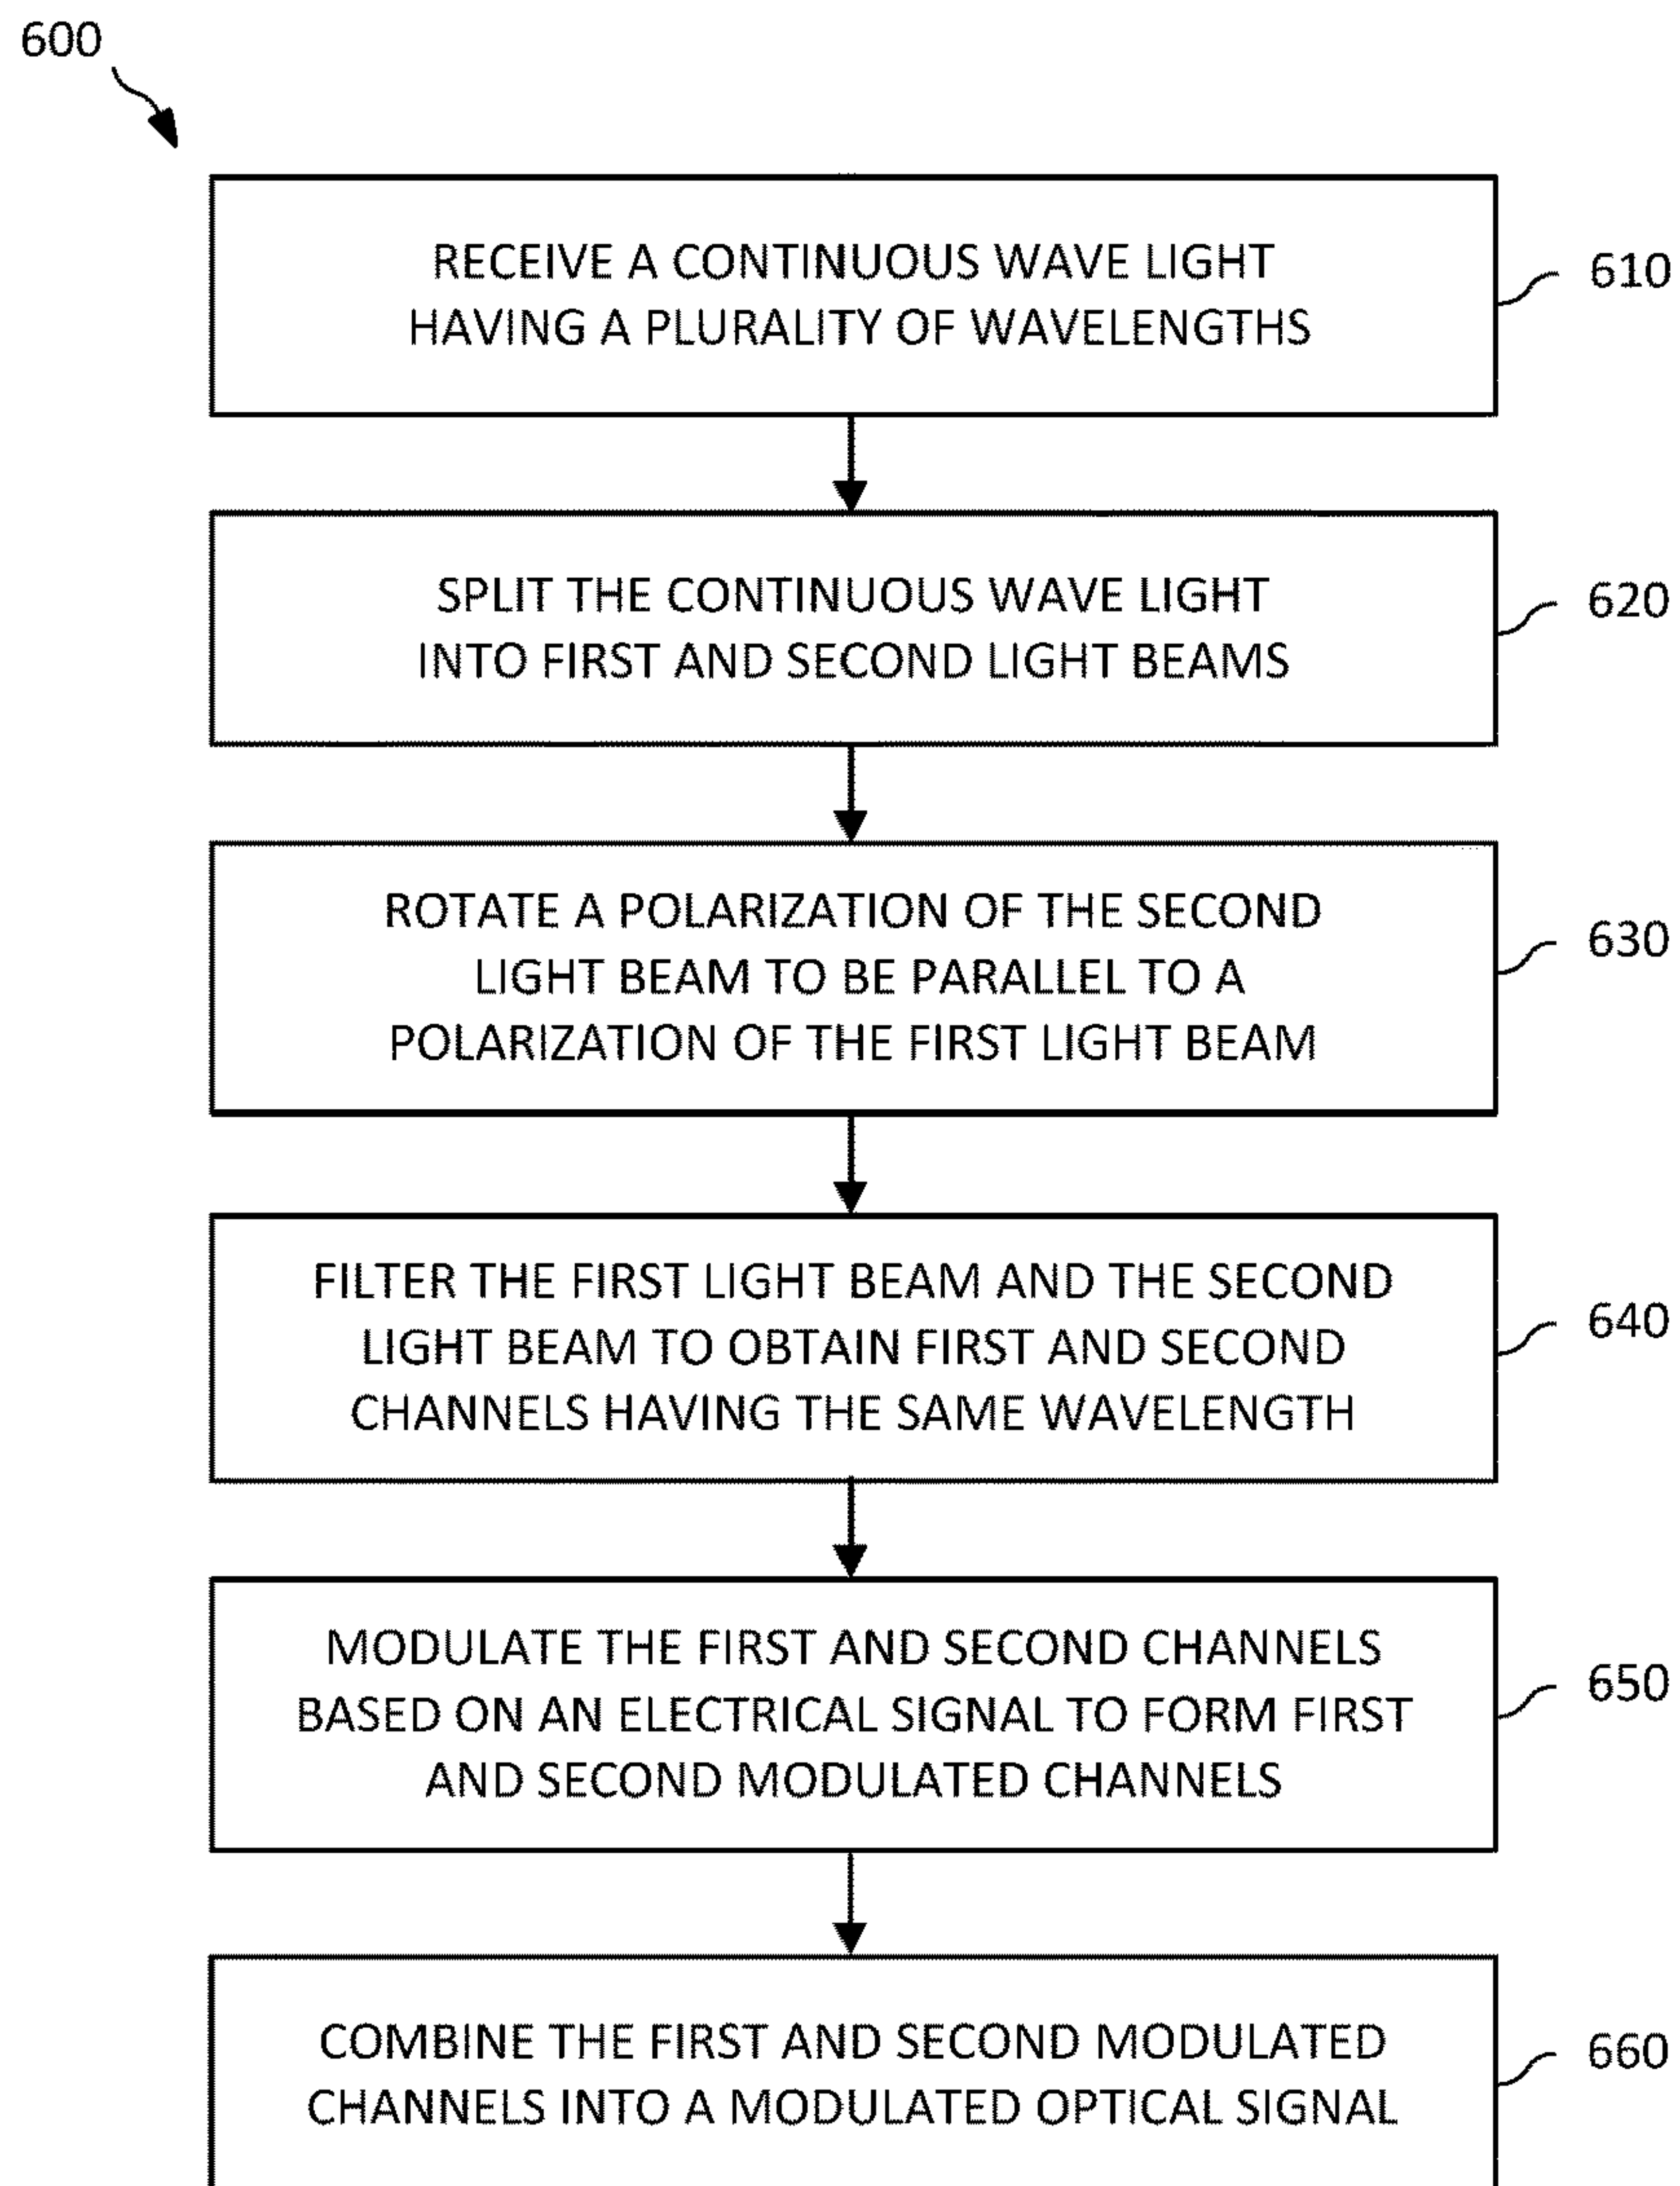 600
RECEIVE A CONTINUOUS WAVE LIGHT
HAVING A PLURALITY OF WAVELENGTHS
610
SPLIT THE CONTINUOUS WAVE LIGHT
INTO FIRST AND SECOND LIGHT BEAMS
620
ROTATE A POLARIZATION OF THE SECOND
LIGHT BEAM TO BE PARALLEL TO A
POLARIZATION OF THE FIRST LIGHT BEAM
630
FILTER THE FIRST LIGHT BEAM AND THE SECOND
LIGHT BEAM TO OBTAIN FIRST AND SECOND
CHANNELS HAVING THE SAME WAVELENGTH
640
MODULATE THE FIRST AND SECOND CHANNELS
BASED ON AN ELECTRICAL SIGNAL TO FORM FIRST
AND SECOND MODULATED CHANNELS
650
COMBINE THE FIRST AND SECOND MODULATED
CHANNELS INTO A MODULATED OPTICAL SIGNAL
660